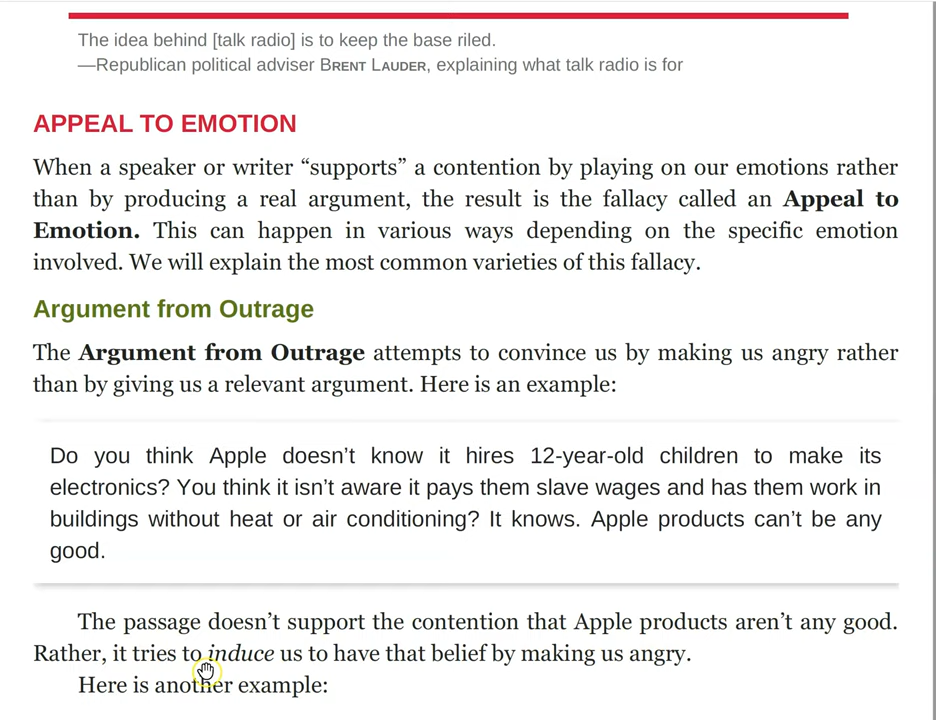 The idea behind [talk radio] is to keep the base riled.
—Republican political adviser BRENT LAUDER, explaining what talk radio is for
APPEAL TO EMOTION
When a speaker or writer “supports” a contention by playing on our emotions rather
than by producing a real argument, the result is the fallacy called an Appeal to
Emotion. This can happen in various ways depending on the specific emotion
involved. We will explain the most common varieties of this fallacy.
Argument from Outrage
The Argument from Outrage attempts to convince us by making us angry rather
than by giving us a relevant argument. Here is an example:
Do you think Apple doesn’t know it hires 12-year-old children to make its
electronics? You think it isn’t aware it pays them slave wages and has them work in
buildings without heat or air conditioning? It knows. Apple products can’t be any
good.
The passage doesn’t support the contention that Apple products aren’t any good.
Rather, it tries to induce us to have that belief by making us angry.
Here is another example: